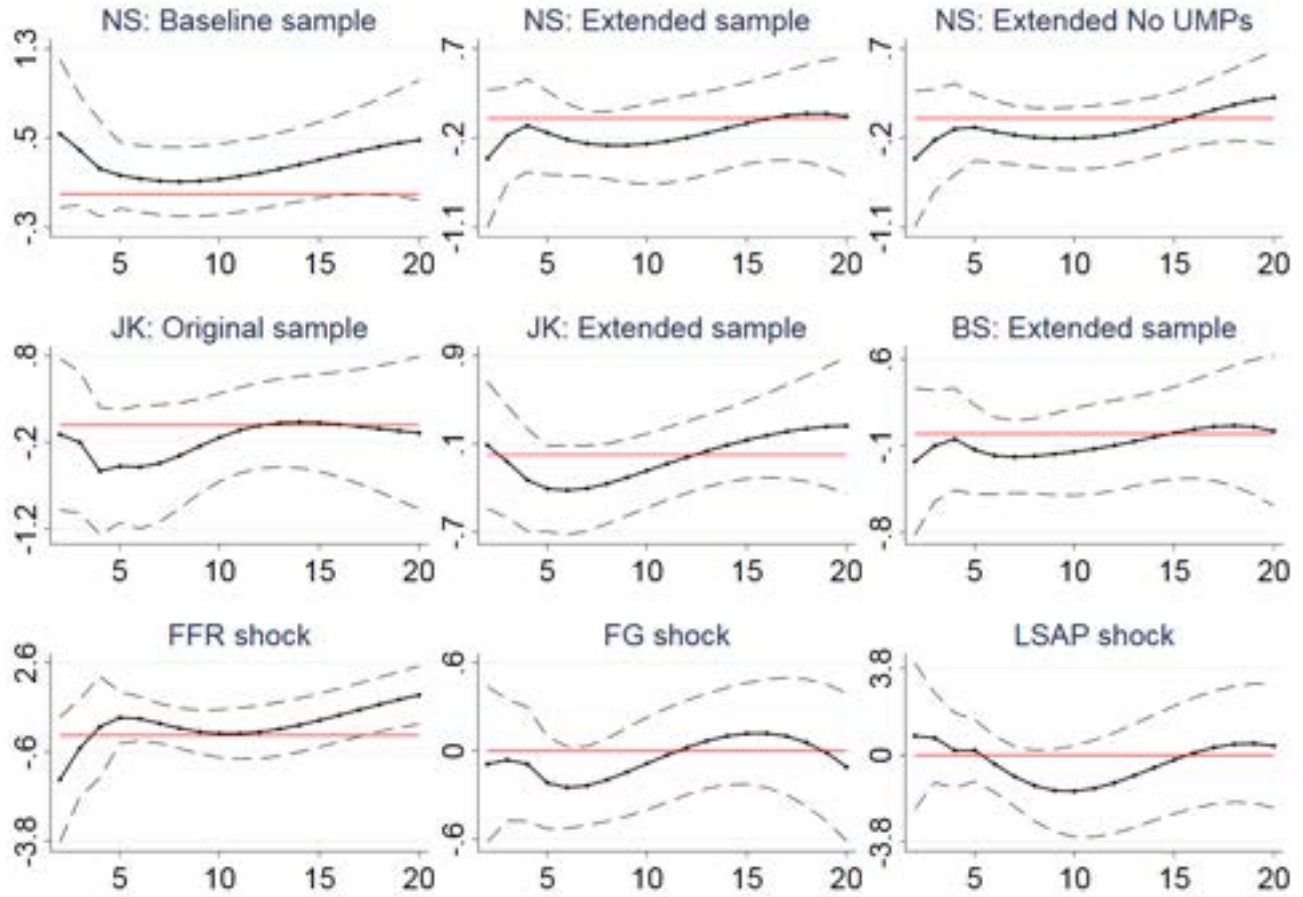 NS: Baseline sample
NS: Extended sample
NS: Extended No UMPs
1.3
.5
-.3
5 10 15 20
.7
-.2
-1.1
5 10 15 20
.7
-.2
-1.1
5 10 15 20
JK: Original sample
JK: Extended sample
BS: Extended sample
.8
-.2
-1.2
5 10 15 20
.9
.1
-.7
5 10 15 20
.6
-.1
-.8
5 10 15 20
FFR shock
FG shock
LSAP shock
2.6
-.6
-3.8
5 10 15 20
.6
0
-.6
5 10 15 20
3.8
0
-3.8
5 10 15 20